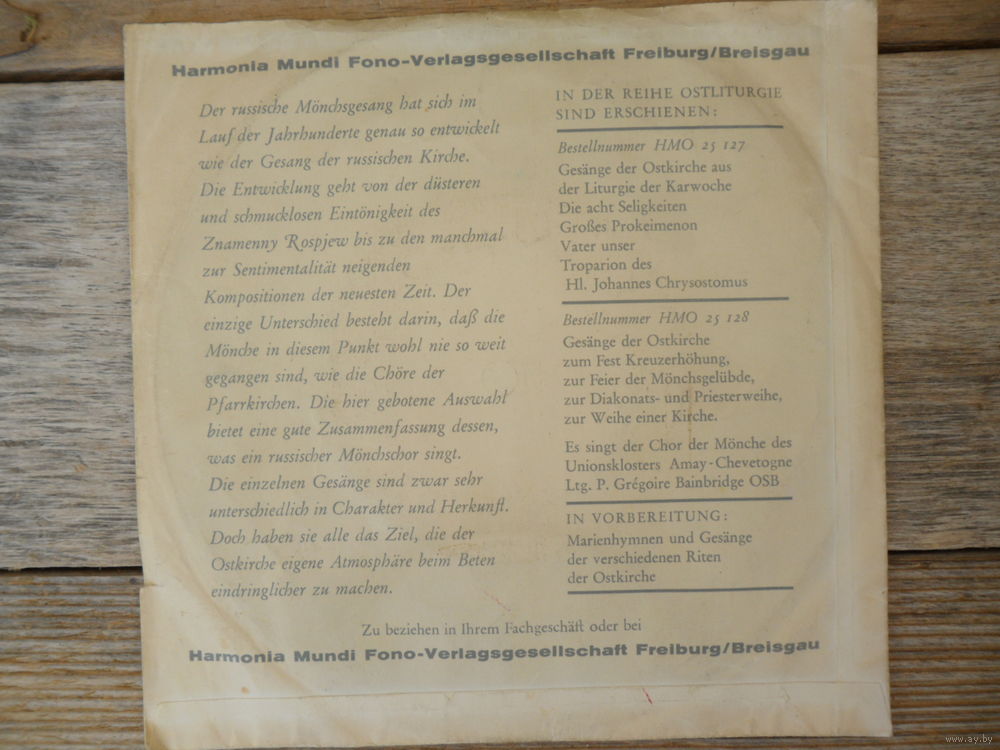 Harmonia Mundi Fono-Verlagsgesellschaft Freiburg/Breisgau
Der russische Mönchsgesang hat sich im
Lauf der Jahrhunderte genau so entwickelt
wie der Gesang der russischen Kirche.
Die Entwicklung geht von der düsteren
und schmucklosen Eintönigkeit des
Znamenny Rospjew bis zu den manchmal
zur Sentimentalität neigenden
Kompositionen der neuesten Zeit. Der
einzige Unterschied besteht darin, daß die
Mönche in diesem Punkt wohl nie so weit
gegangen sind, wie die Chöre der
Pfarrkirchen. Die hier gebotene Auswahl
bietet eine gute Zusammenfassung dessen,
was ein russischer Mönchschor singt.
Die einzelnen Gesänge sind zwar sehr
unterschiedlich in Charakter und Herkunft.
Doch haben sie alle das Ziel, die der
Ostkirche eigene Atmosphäre beim Beten
eindringlicher zu machen.
IN DER REIHE OSTLITURGIE
SIND ERSCHIENEN:
Bestellnummer HMO 25 127
Gesänge der Ostkirche aus
der Liturgie der Karwoche
Die acht Seligkeiten
Großes Prokeimenon
Vater unser
Troparion des
Hl. Johannes Chrysostomus
Bestellnummer HMO 25 128
Gesänge der Ostkirche
zum Fest Kreuzerhöhung,
zur Feier der Mönchsgelübde,
zur Diakonats- und Priesterweihe,
zur Weihe einer Kirche.
Es singt der Chor der Mönche des
Unionsklosters Amay-Chevetogne
Ltg. P. Grégoire Bainbridge OSB
IN VORBEREITUNG:
Marienhymnen und Gesänge
der verschiedenen Riten
der Ostkirche
Zu beziehen in Ihrem Fachgeschäft oder bei
Harmonia Mundi Fono-Verlagsgesellschaft Freiburg/Breisgau
www.ay.by